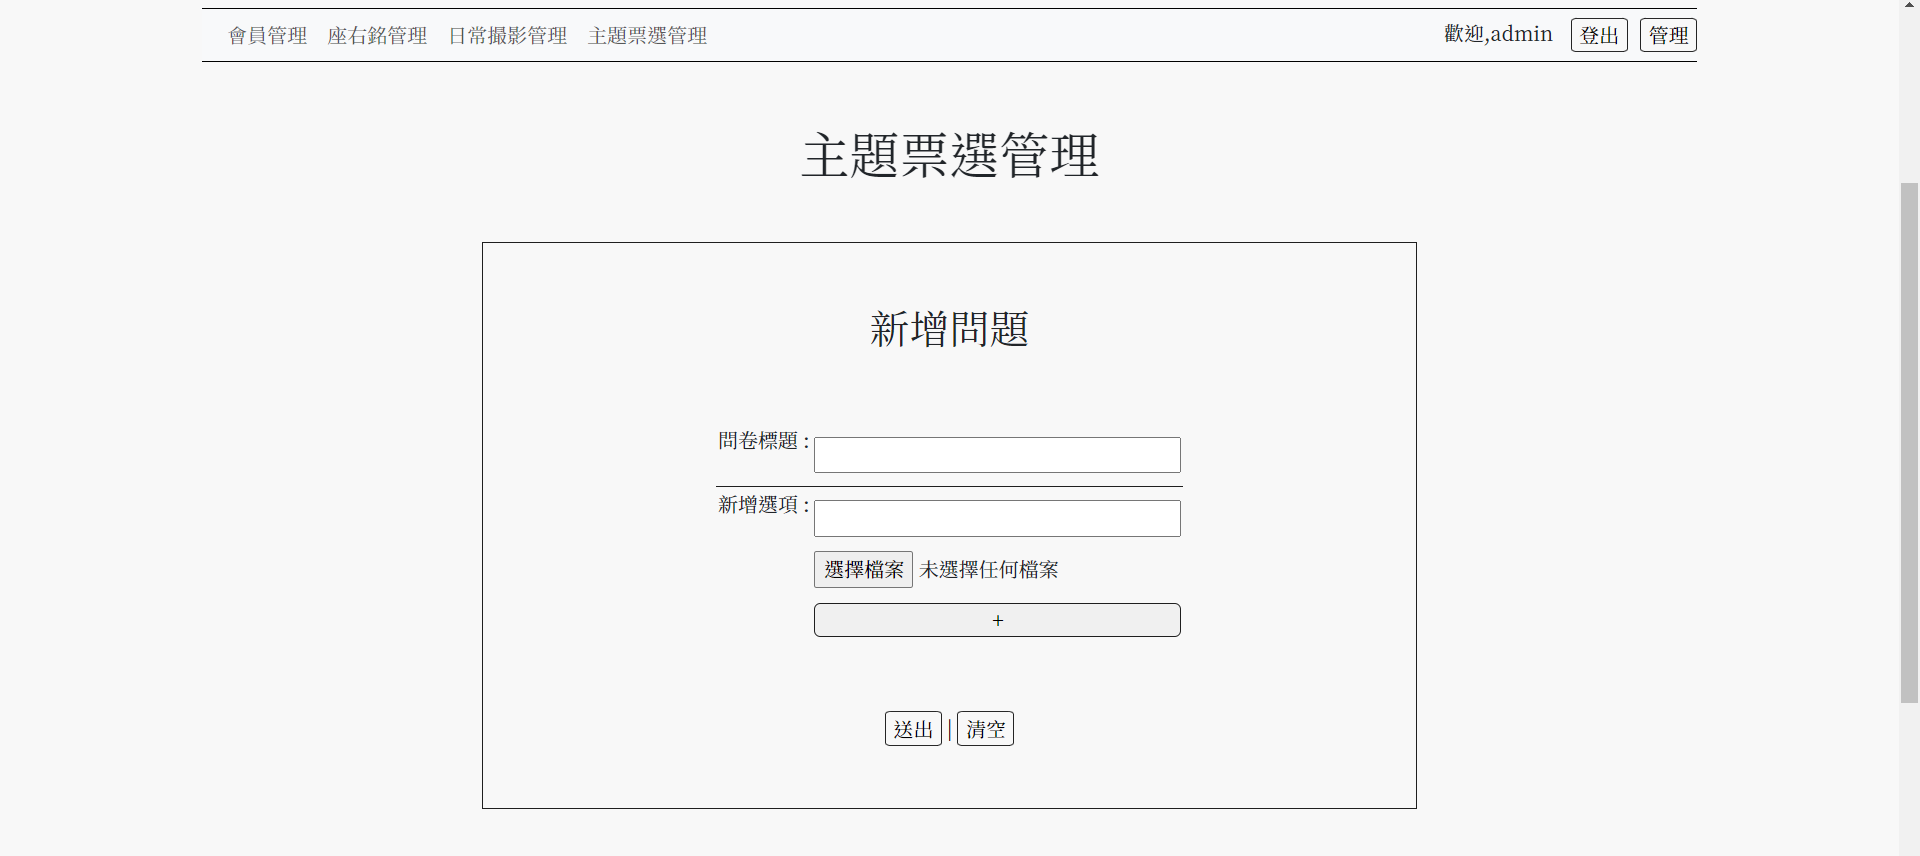 會員管理 座右銘管理 日常攝影管理 主題票選管理 歡迎,admin 登出 管理
主題票選管理
新增問題
問卷標題 :
新增選項 :
選擇檔案 未選擇任何檔案
+
送出 | 清空